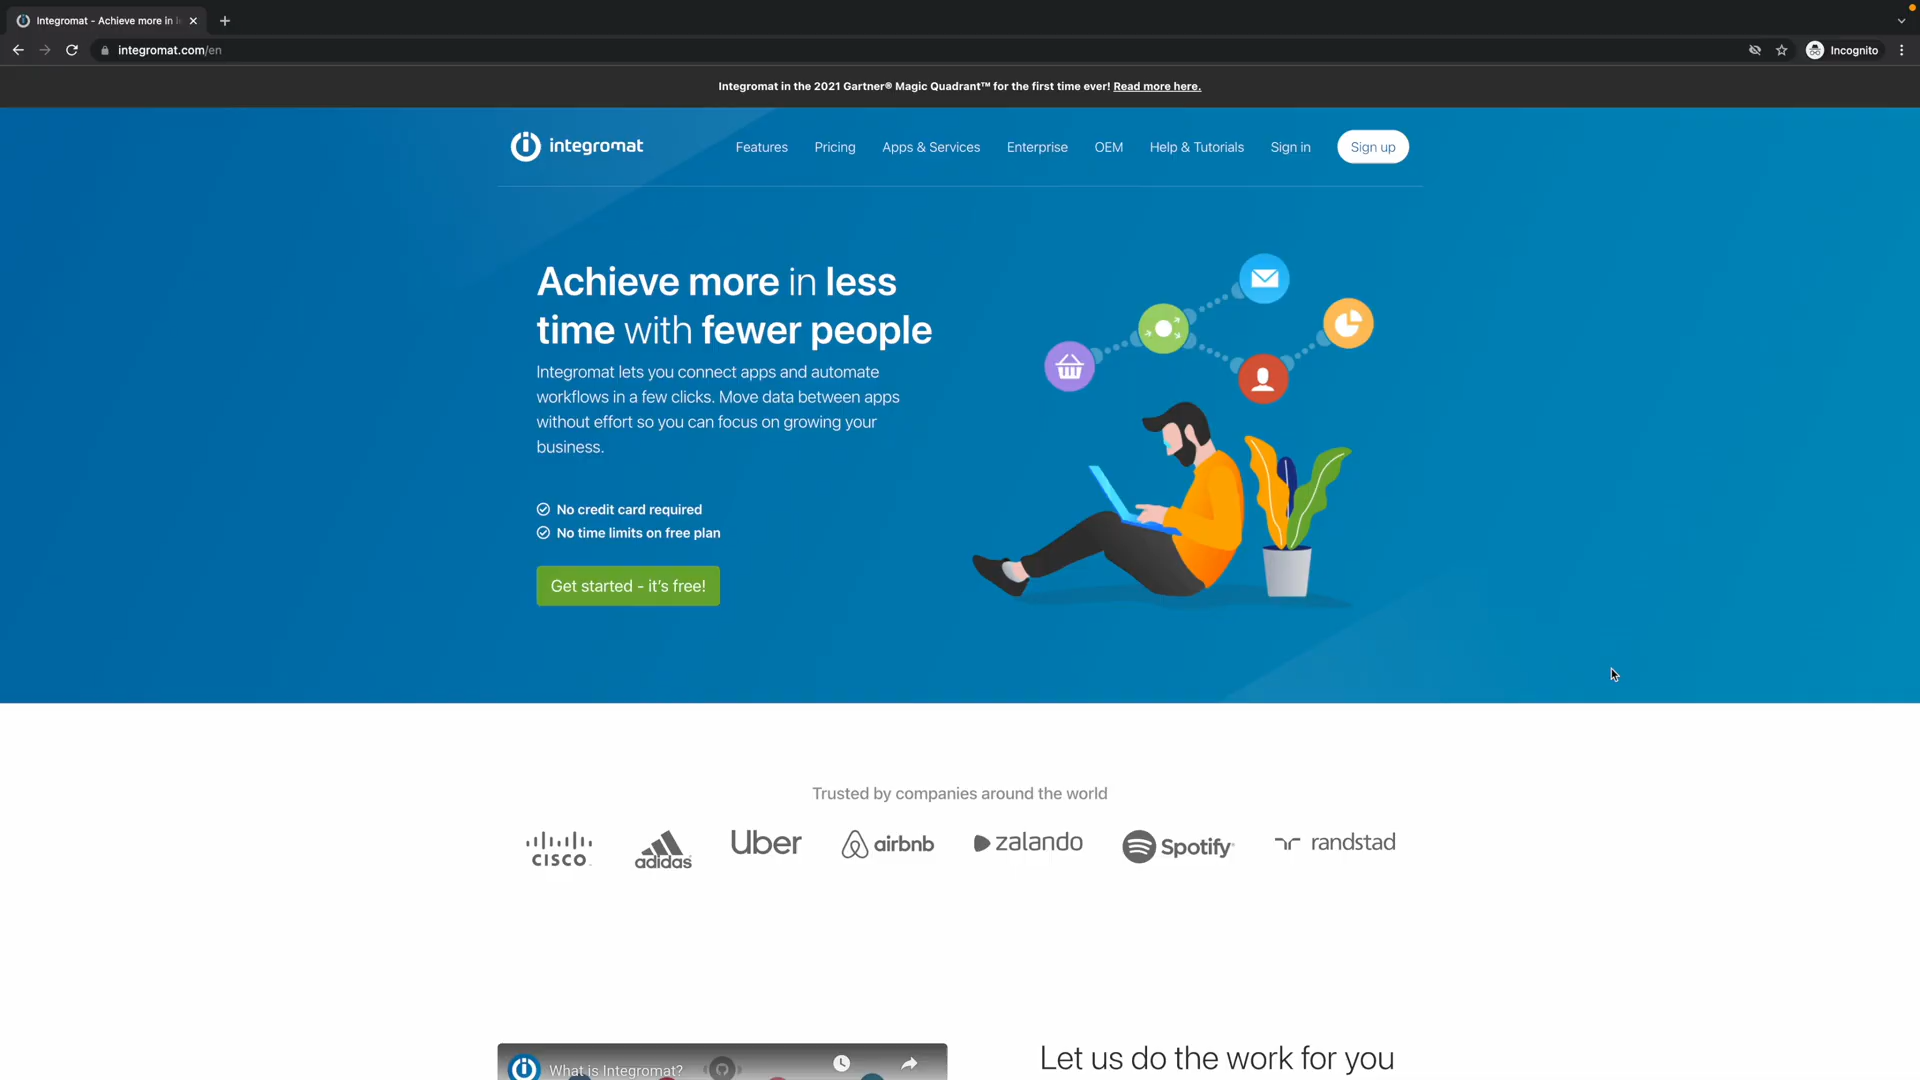 Integromat - Achieve more in
integromat.com/en
Incognito
Integromat in the 2021 Gartner® Magic Quadrant™ for the first time ever! Read more here.
integromat
Features
Pricing
Apps & Services
Enterprise
OEM
Help & Tutorials
Sign in
Sign up
Achieve more in less
time with fewer people
Integromat lets you connect apps and automate
workflows in a few clicks. Move data between apps
without effort so you can focus on growing your
business.
No credit card required
No time limits on free plan
Get started - it's free!
Trusted by companies around the world
CISCO
adidas
Uber
airbnb
zalando
Spotify
randstad
What is Integromat?
Let us do the work for you